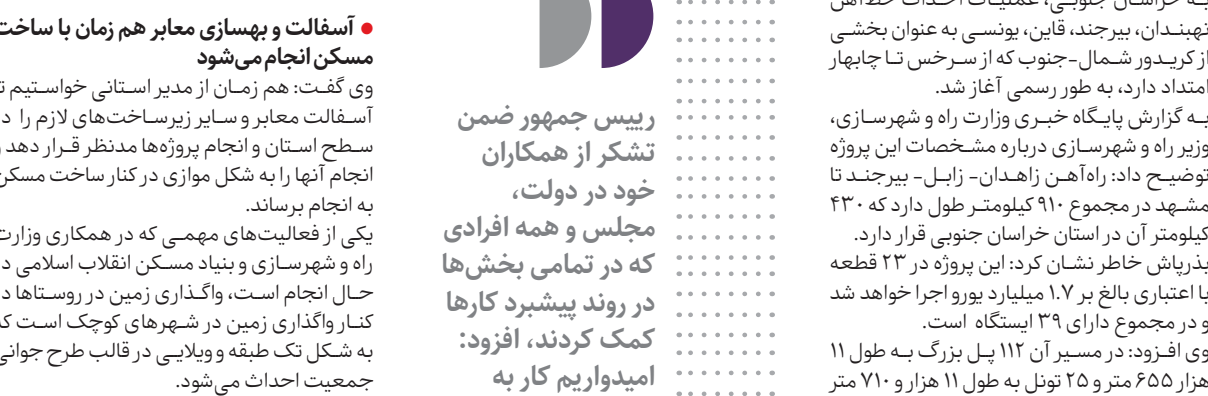 به خراسان جنوبی، عملیات احداث خط‌آهن
نهبندان، بیرجند، قاین، یونسی به عنوان بخشی
از کریدور شمال-جنوب که از سرخس تا چابهار
امتداد دارد، به طور رسمی آغاز شد.
به گزارش پایگاه خبری وزارت راه و شهرسازی،
وزیر راه و شهرسازی درباره مشخصات این پروژه
توضیح داد: راه‌آهن زاهدان- زابل- بیرجند تا
مشهد در مجموع ۹۱۰ کیلومتر طول دارد که ۴۳۰
کیلومتر آن در استان خراسان جنوبی قرار دارد.
بذرپاش خاطر نشان کرد: این پروژه در ۲۳ قطعه
با اعتباری بالغ بر ۱.۷ میلیارد یورو اجرا خواهد شد
و در مجموع دارای ۳۹ ایستگاه است.
وی افزود: در مسیر آن ۱۱۲ پل بزرگ به طول ۱۱
هزار ۶۵۵ متر و ۲۵ تونل به طول ۱۱ هزار و ۷۱۰ متر
رییس جمهور ضمن
تشکر از همکاران
خود در دولت،
مجلس و همه افرادی
که در تمامی بخش‌ها
در روند پیشبرد کارها
کمک کردند، افزود:
امیدواریم کار به
● آسفالت و بهسازی معابر هم زمان با ساخت
مسکن انجام می‌شود
وی گفت: هم زمان از مدیر استانی خواستیم
آسفالت معابر و سایر زیرساخت‌های لازم را
سطح استان و انجام پروژه‌ها مدنظر قرار دهد
انجام آنها را به شکل موازی در کنار ساخت مسکن
به انجام برساند.
یکی از فعالیت‌های مهمی که در همکاری وزارت
راه و شهرسازی و بنیاد مسکن انقلاب اسلامی
حال انجام است، واگذاری زمین در روستاها
کنار واگذاری زمین در شهرهای کوچک است
به شکل تک طبقه و ویلایی در قالب طرح جوانی
جمعیت احداث می‌شود.